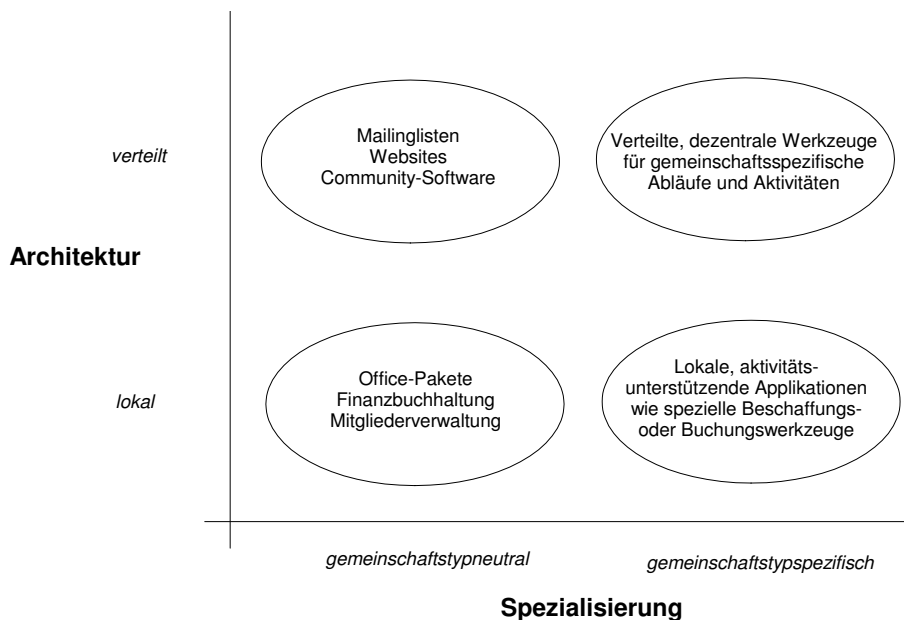 verteilt
Mailinglisten
Websites
Community-Software
Verteilte, dezentrale Werkzeuge
für gemeinschaftsspezifische
Abläufe und Aktivitäten
Architektur
lokal
Office-Pakete
Finanzbuchhaltung
Mitgliederverwaltung
Lokale, aktivitäts-
unterstützende Applikationen
wie spezielle Beschaffungs-
oder Buchungswerkzeuge
gemeinschaftstypneutral
gemeinschaftstypspezifisch
Spezialisierung